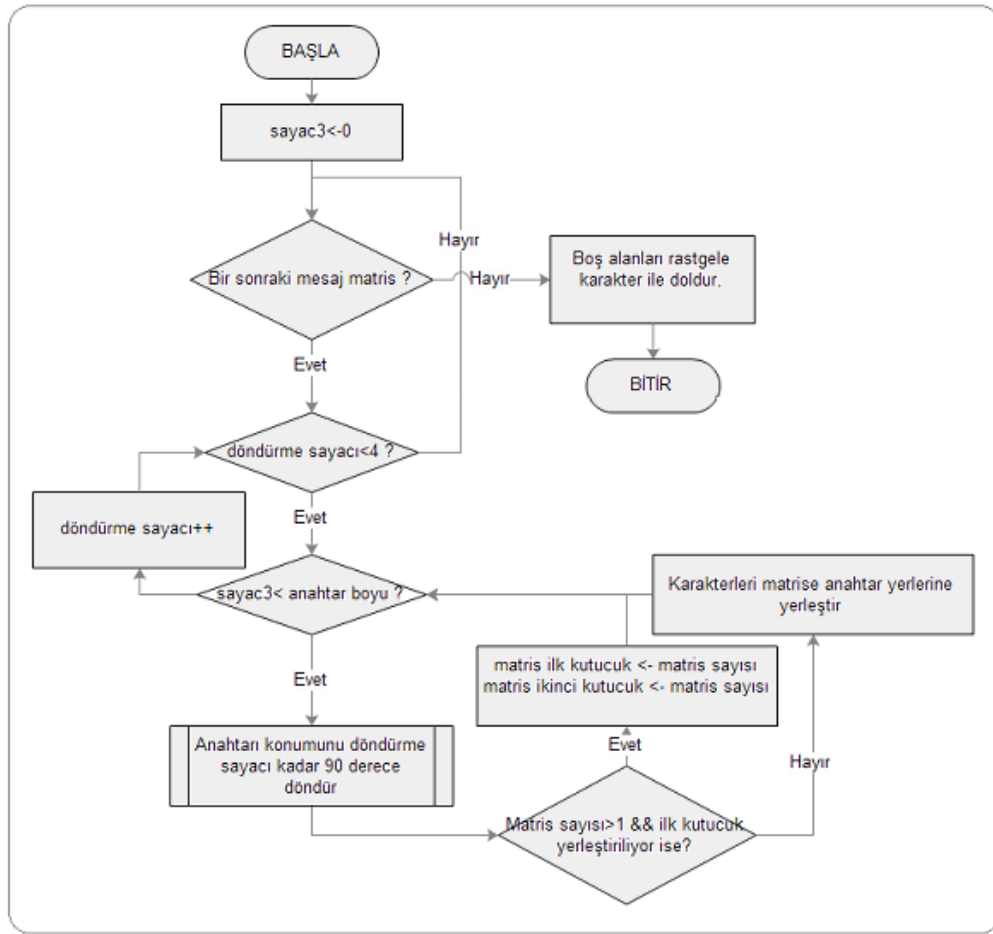 BAŞLA
sayac3<-0
Hayır
Bir sonraki mesaj matris ?
Hayır
Boş alanları rastgele
karakter ile doldur.
Evet
BİTİR
döndürme sayacı<4 ?
döndürme sayacı++
Evet
sayac3< anahtar boyu ?
Karakterleri matrise anahtar yerlerine
yerleştir
Evet
matris ilk kutucuk <- matris sayısı
matris ikinci kutucuk <- matris sayısı
Anahtarı konumunu döndürme
sayacı kadar 90 derece
döndür
Evet
Hayır
Matris sayısı>1 && ilk kutucuk
yerleştiriliyor ise?